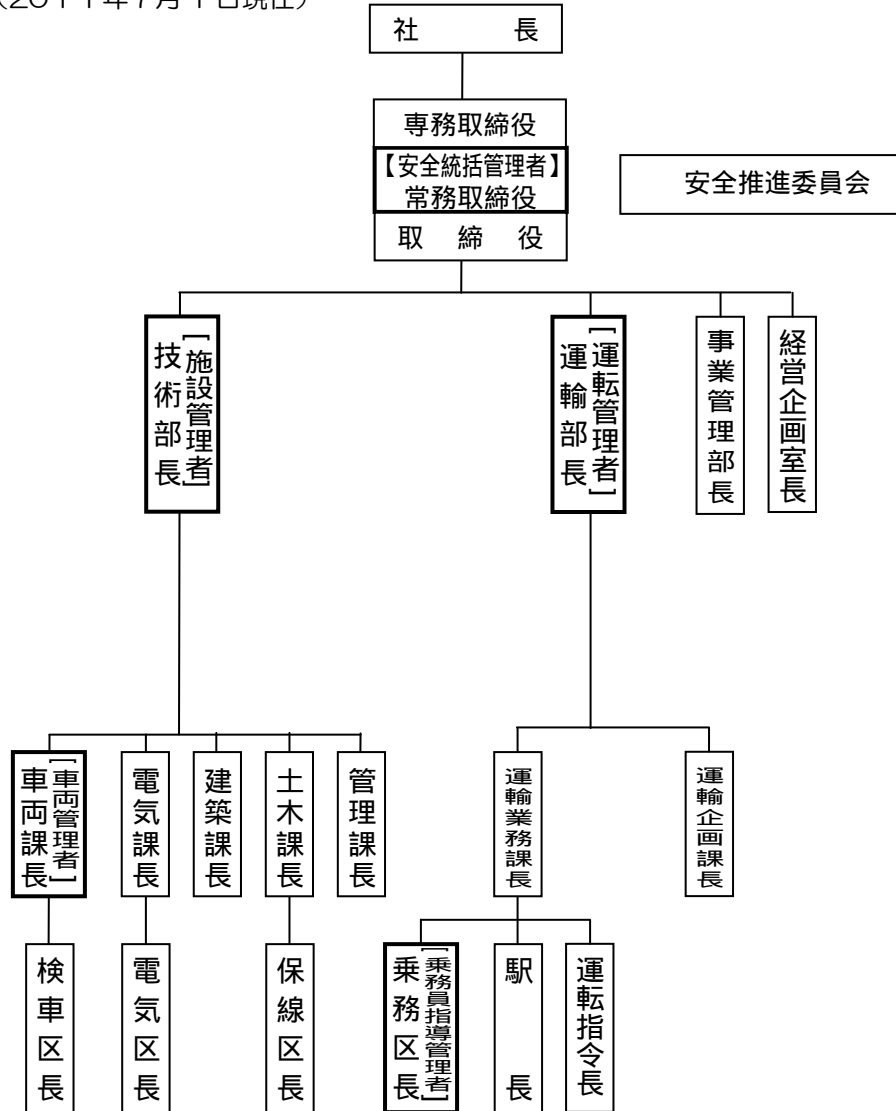 (2011年7月1日現在)
社長
専務取締役
【安全統括管理者】
常務取締役
取締役
安全推進委員会
[施設管理者]
技術部長
[運転管理者]
運輸部長
事業管理部長
経営企画室長
[車両管理者]
車両課長
電気課長
建築課長
土木課長
管理課長
運輸業務課長
運輸企画課長
検車区長
電気区長
保線区長
[乗務員指導管理者]
乗務区長
駅長
運転指令長